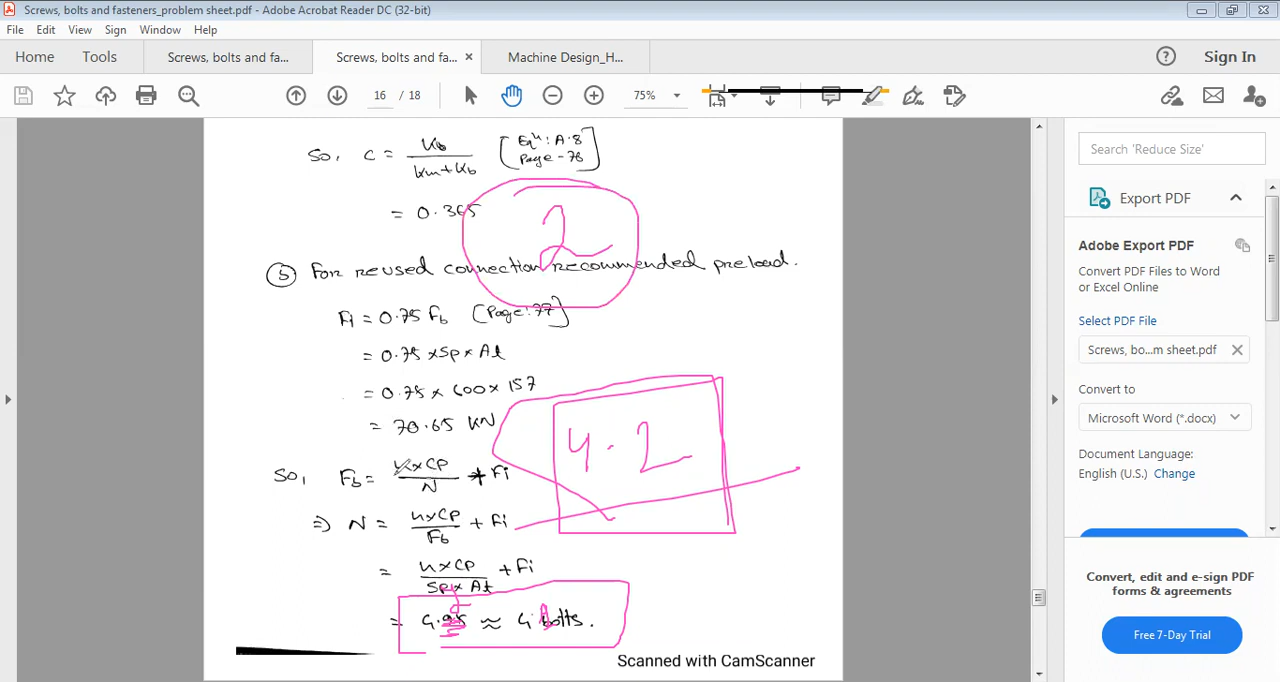 Screws, bolts and fasteners_problem sheet.pdf - Adobe Acrobat Reader DC (32-bit)
File Edit View Sign Window Help
Home Tools Screws, bolts and fa... Screws, bolts and fa... × Machine Design_H... Sign In
16 / 18 75%
So, C = Kb / Km+Kb [Eqn: A.8 Page - 78]
= 0.365
2
5 For reused connection recommended preload.
Fi = 0.75 Fb [Page: 77]
= 0.75 × Sp × At
= 0.75 × 600 × 157
= 70.65 KN
4.2
So, Fb = n×CP / N + Fi
⇒ N = n×CP / Fb + Fi
= n×CP / Sp × At + Fi
≈ 4 bolts.
Scanned with CamScanner
Search 'Reduce Size'
Export PDF
Adobe Export PDF
Convert PDF Files to Word
or Excel Online
Select PDF File
Screws, bo...m sheet.pdf
Convert to
Microsoft Word (*.docx)
Document Language:
English (U.S.) Change
Convert, edit and e-sign PDF
forms & agreements
Free 7-Day Trial